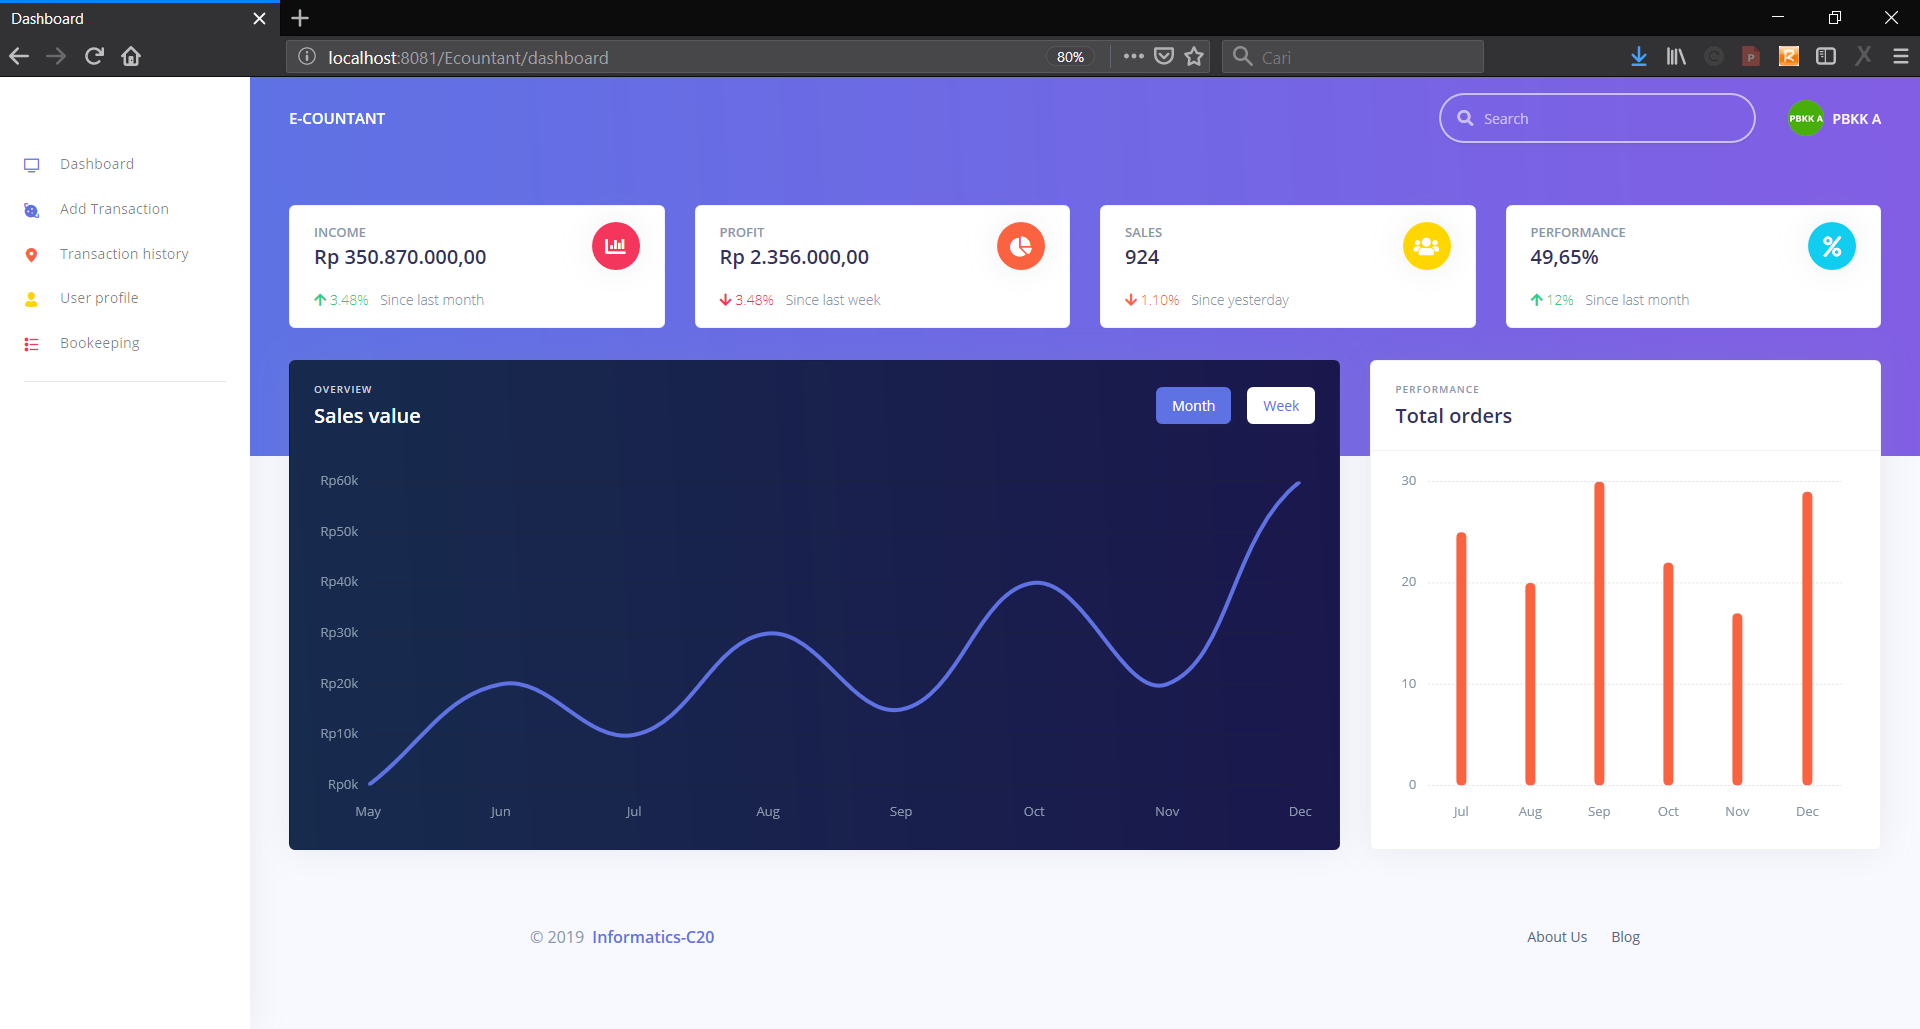 Dashboard
localhost:8081/Ecountant/dashboard
80%
Cari
E-COUNTANT
Search
PBKK A
PBKK A
Dashboard
Add Transaction
Transaction history
User profile
Bookeeping
INCOME
Rp 350.870.000,00
3.48% Since last month
PROFIT
Rp 2.356.000,00
3.48% Since last week
SALES
924
1.10% Since yesterday
PERFORMANCE
49,65%
12% Since last month
OVERVIEW
Sales value
Month
Week
Rp60k
Rp50k
Rp40k
Rp30k
Rp20k
Rp10k
Rp0k
May Jun Jul Aug Sep Oct Nov Dec
PERFORMANCE
Total orders
30
20
10
0
Jul Aug Sep Oct Nov Dec
© 2019 Informatics-C20
About Us Blog